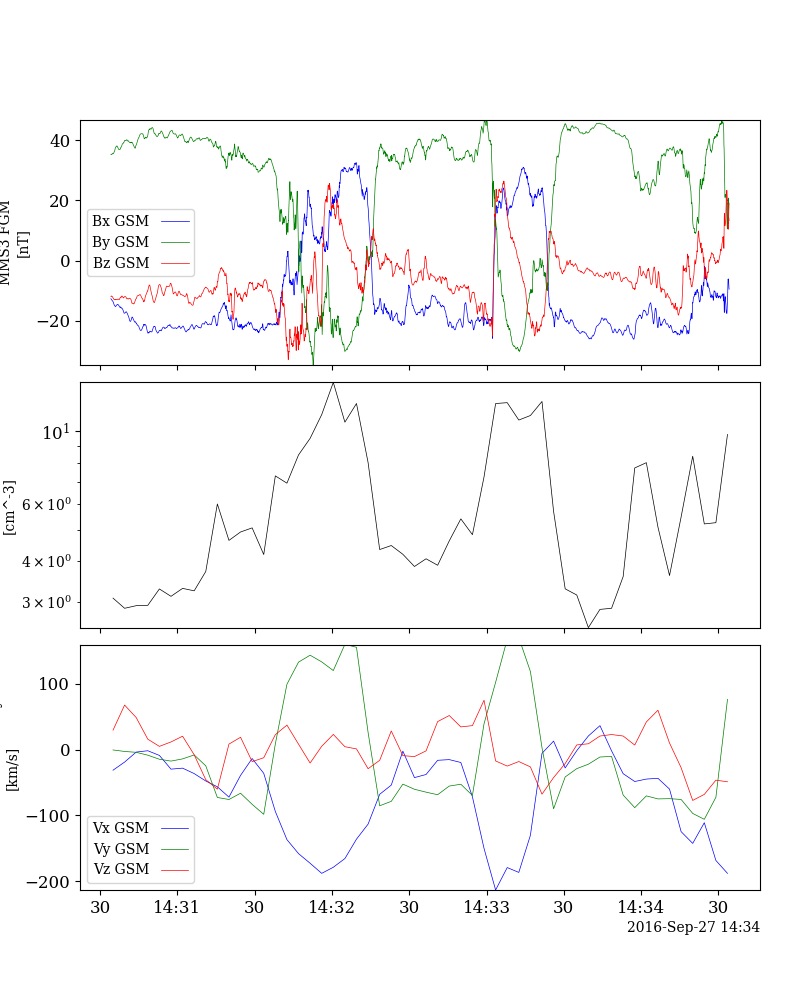 40
20
0
−20
MMS3 FGM
[nT]
Bx GSM
By GSM
Bz GSM
10¹
6 × 10⁰
4 × 10⁰
3 × 10⁰
[cm^-3]
100
0
−100
−200
[km/s]
Vx GSM
Vy GSM
Vz GSM
30 14:31 30 14:32 30 14:33 30 14:34 30
2016-Sep-27 14:34